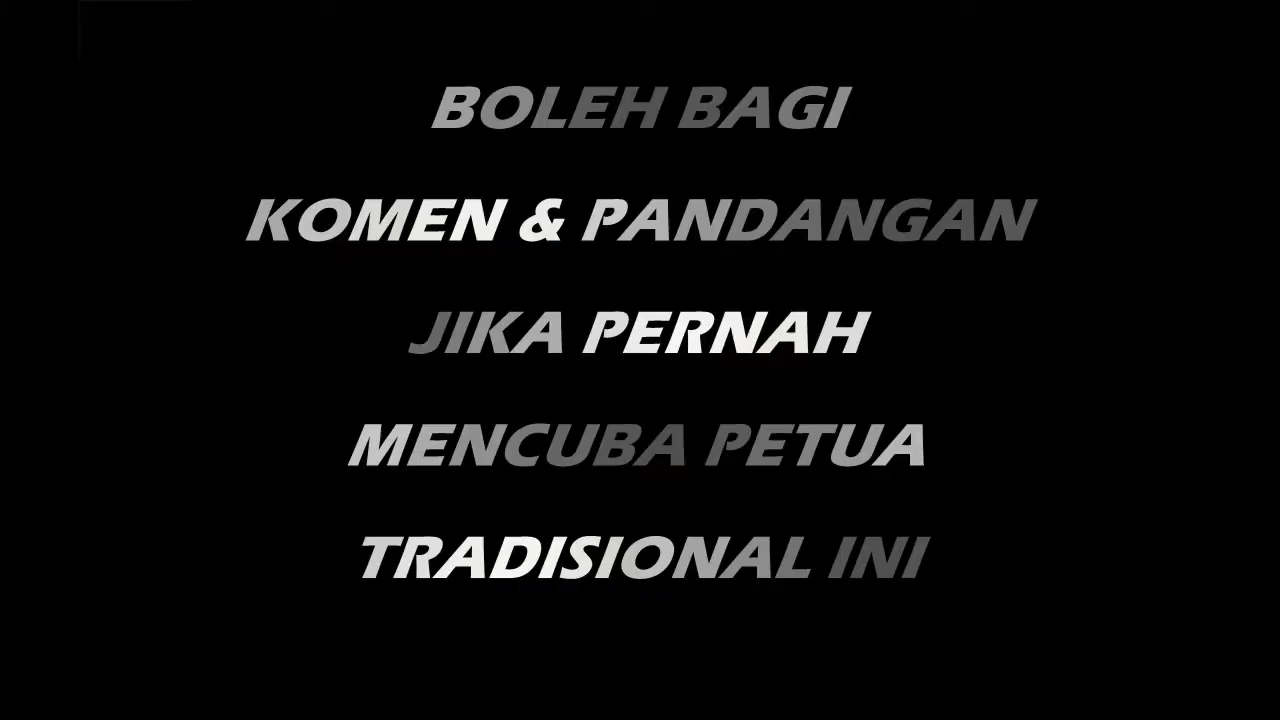 BOLEH BAGI
KOMEN & PANDANGAN
JIKA PERNAH
MENCUBA PETUA
TRADISIONAL INI